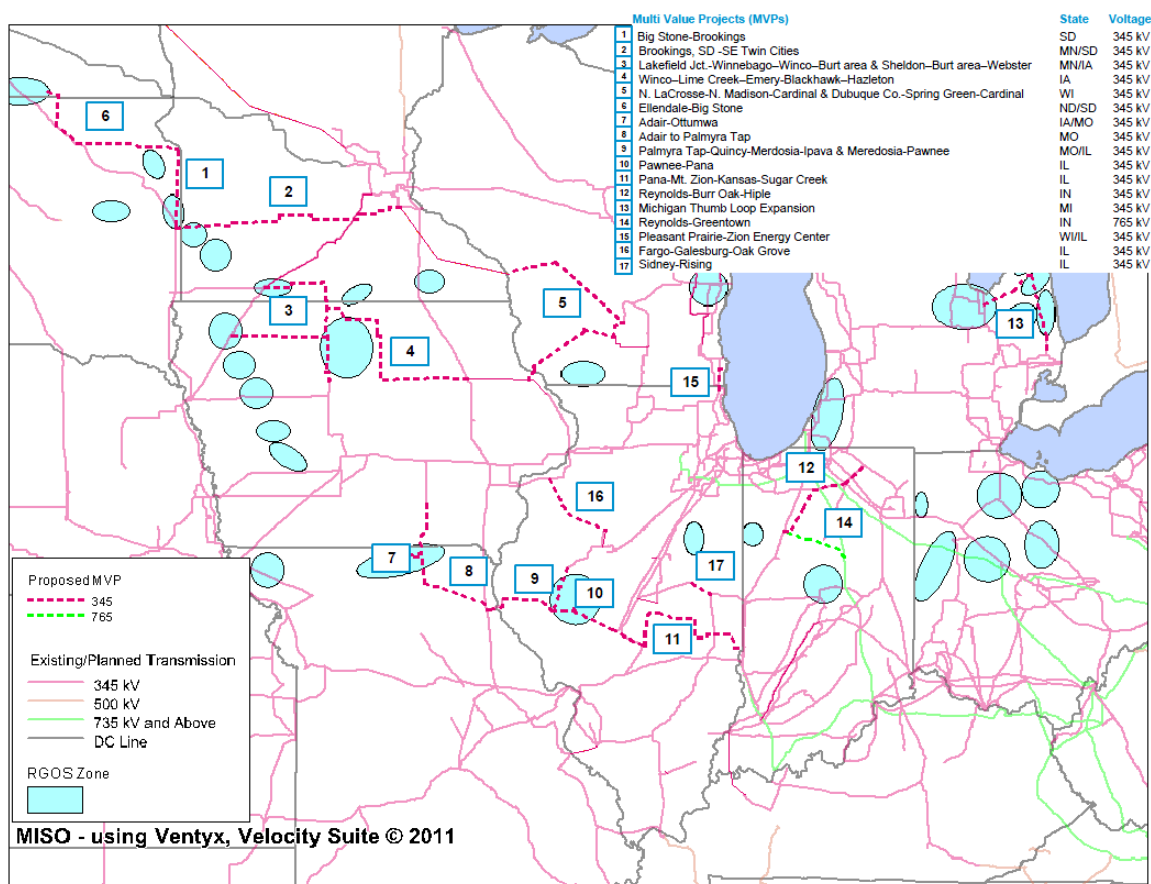 Multi Value Projects (MVPs) State Voltage
1 Big Stone-Brookings SD 345 kV
2 Brookings, SD -SE Twin Cities MN/SD 345 kV
3 Lakefield Jct.-Winnebago–Winco–Burt area & Sheldon–Burt area–Webster MN/IA 345 kV
4 Winco–Lime Creek–Emery-Blackhawk–Hazleton IA 345 kV
5 N. LaCrosse-N. Madison-Cardinal & Dubuque Co.-Spring Green-Cardinal WI 345 kV
6 Ellendale-Big Stone ND/SD 345 kV
7 Adair-Ottumwa IA/MO 345 kV
8 Adair to Palmyra Tap MO 345 kV
9 Palmyra Tap-Quincy-Merdosia-Ipava & Meredosia-Pawnee MO/IL 345 kV
10 Pawnee-Pana IL 345 kV
11 Pana-Mt. Zion-Kansas-Sugar Creek IL 345 kV
12 Reynolds-Burr Oak-Hiple IN 345 kV
13 Michigan Thumb Loop Expansion MI 345 kV
14 Reynolds-Greentown IN 765 kV
15 Pleasant Prairie-Zion Energy Center WI/IL 345 kV
16 Fargo-Galesburg-Oak Grove IL 345 kV
17 Sidney-Rising IL 345 kV
6
1
2
5
3
13
4
15
12
16
14
7
8
17
9
10
11
Proposed MVP
345
765
Existing/Planned Transmission
345 kV
500 kV
735 kV and Above
DC Line
RGOS Zone
MISO - using Ventyx, Velocity Suite © 2011